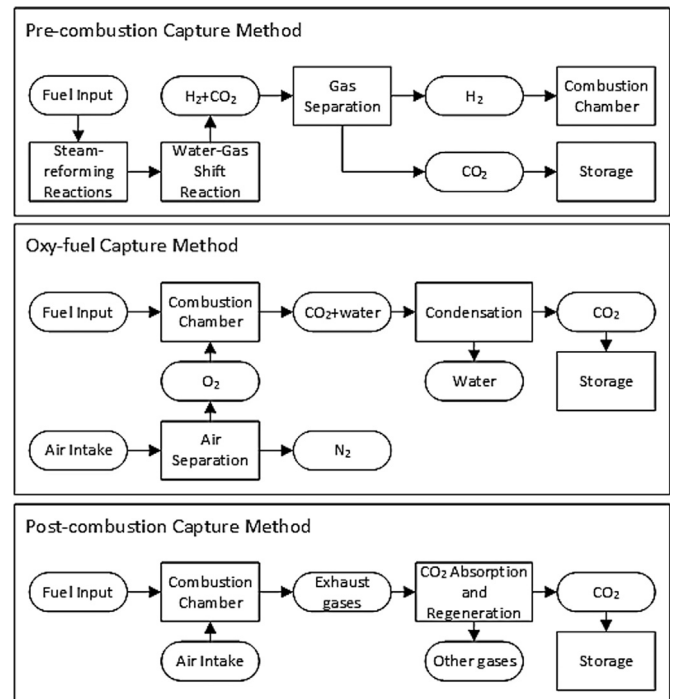 Pre-combustion Capture Method
Fuel Input
H₂+CO₂
Gas
Separation
H₂
Combustion
Chamber
Steam-
reforming
Reactions
Water-Gas
Shift
Reaction
CO₂
Storage
Oxy-fuel Capture Method
Fuel Input
Combustion
Chamber
CO₂+water
Condensation
CO₂
O₂
Water
Storage
Air Intake
Air
Separation
N₂
Post-combustion Capture Method
Fuel Input
Combustion
Chamber
Exhaust
gases
CO₂ Absorption
and
Regeneration
CO₂
Air Intake
Other gases
Storage